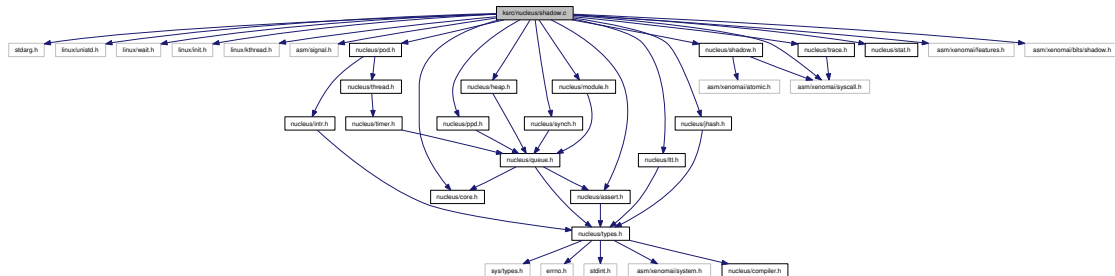 ksrc/nucleus/shadow.c
stdarg.h
linux/unistd.h
linux/wait.h
linux/init.h
linux/kthread.h
asm/signal.h
nucleus/pod.h
nucleus/shadow.h
nucleus/trace.h
nucleus/stat.h
asm/xenomai/features.h
asm/xenomai/bits/shadow.h
nucleus/thread.h
nucleus/heap.h
nucleus/module.h
asm/xenomai/atomic.h
asm/xenomai/syscall.h
nucleus/intr.h
nucleus/timer.h
nucleus/ppd.h
nucleus/synch.h
nucleus/jhash.h
nucleus/queue.h
nucleus/ltt.h
nucleus/core.h
nucleus/assert.h
nucleus/types.h
sys/types.h
errno.h
stdint.h
asm/xenomai/system.h
nucleus/compiler.h